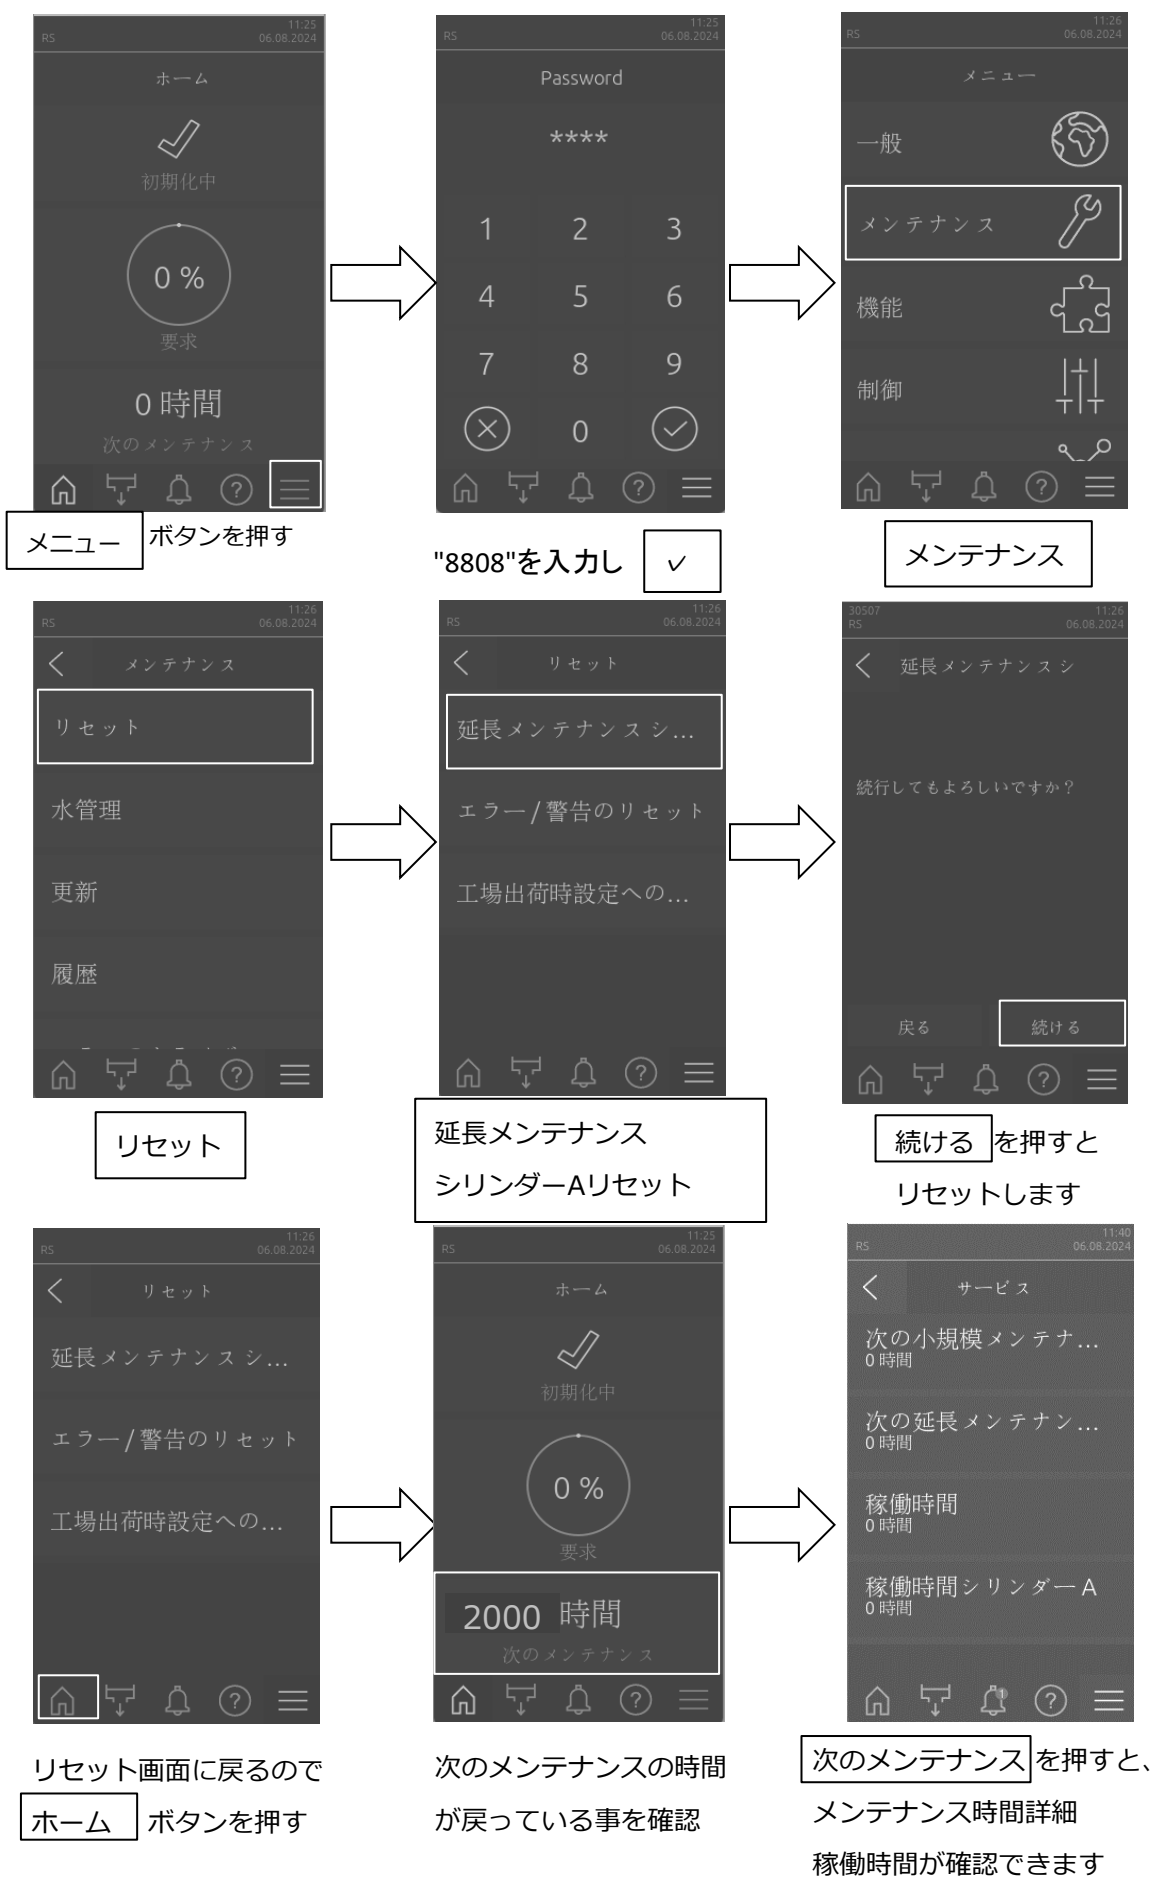 11:25
RS 06.08.2024
ホーム
初期化中
0 %
要求
0 時間
次のメンテナンス
?
メニュー ボタンを押す
11:25
RS 06.08.2024
Password
****
1 2 3
4 5 6
7 8 9
0
?
"8808"を入力し ✓
11:26
RS 06.08.2024
メニュー
一般
メンテナンス
機能
制御
?
メンテナンス
11:26
RS 06.08.2024
メンテナンス
リセット
水管理
更新
履歴
?
リセット
11:26
RS 06.08.2024
リセット
延長メンテナンスシ...
エラー/警告のリセット
工場出荷時設定への...
?
延長メンテナンス
シリンダーAリセット
30507 11:26
RS 06.08.2024
延長メンテナンスシ
続行してもよろしいですか？
戻る 続ける
?
続ける を押すと
リセットします
11:26
RS 06.08.2024
リセット
延長メンテナンスシ...
エラー/警告のリセット
工場出荷時設定への...
?
リセット画面に戻るので
ホーム ボタンを押す
11:25
RS 06.08.2024
ホーム
初期化中
0 %
要求
2000 時間
次のメンテナンス
?
次のメンテナンスの時間
が戻っている事を確認
11:40
RS 06.08.2024
サービス
次の小規模メンテナ...
0 時間
次の延長メンテナン...
0 時間
稼働時間
0 時間
稼働時間シリンダー A
0 時間
1
?
次のメンテナンス を押すと、
メンテナンス時間詳細
稼働時間が確認できます